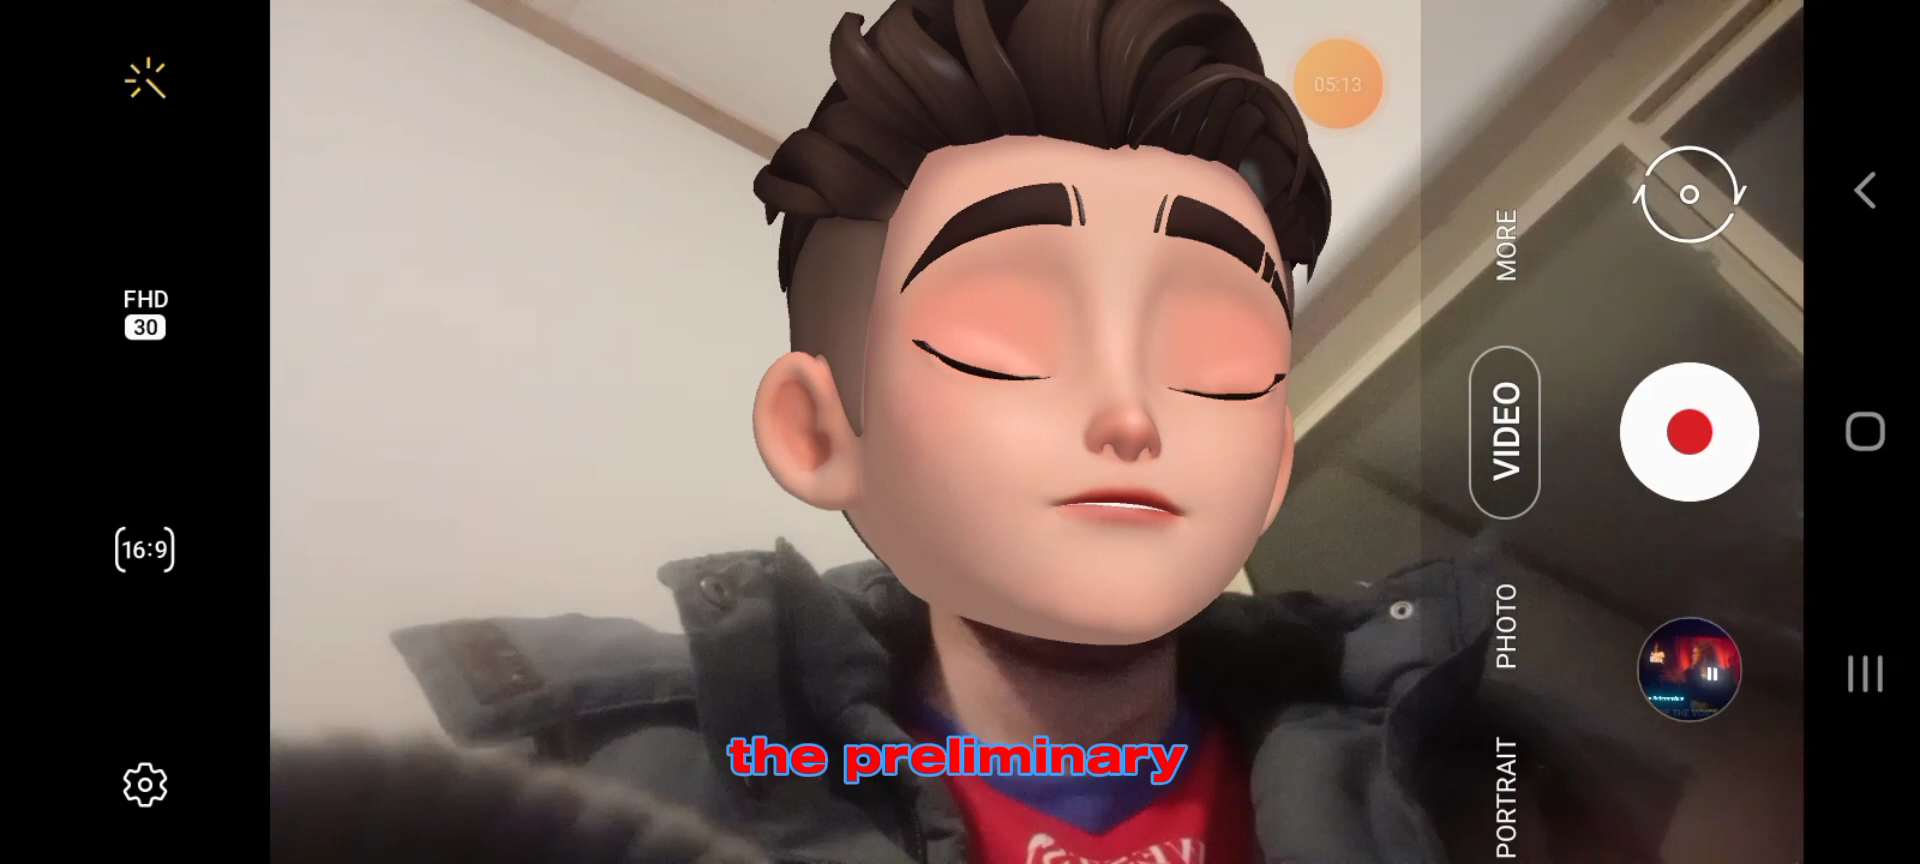 05:13
FHD
30
16:9
MORE
VIDEO
PHOTO
PORTRAIT
the preliminary